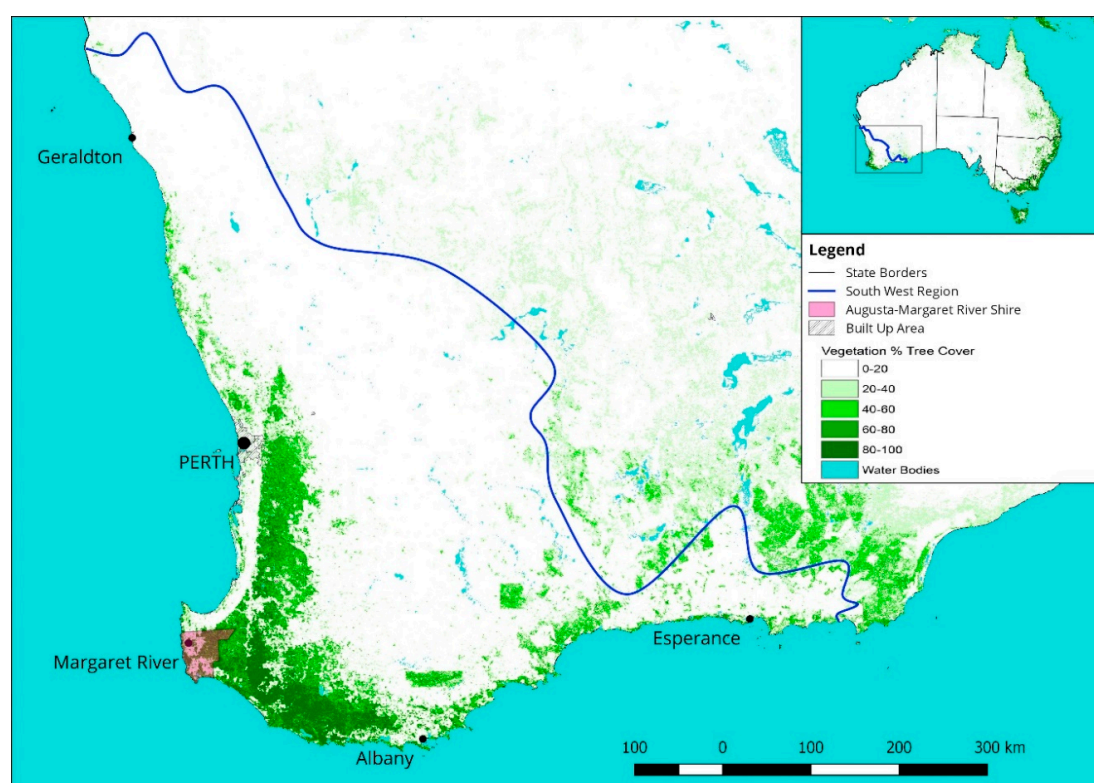 Geraldton
PERTH
Margaret River
Albany
Esperance
Legend
State Borders
South West Region
Augusta-Margaret River Shire
Built Up Area
Vegetation % Tree Cover
0-20
20-40
40-60
60-80
80-100
Water Bodies
100 0 100 200 300 km